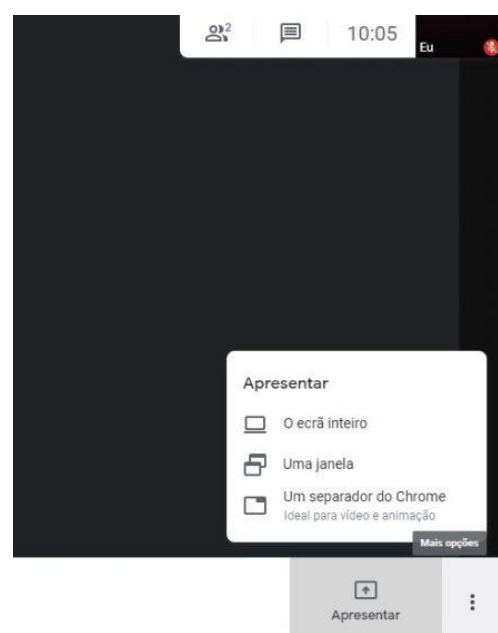 2
10:05
Eu
Apresentar
O ecrã inteiro
Uma janela
Um separador do Chrome
Ideal para vídeo e animação
Mais opções
Apresentar